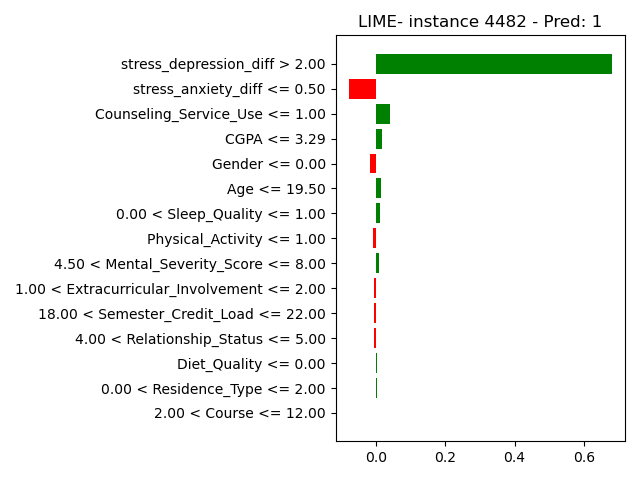 LIME- instance 4482 - Pred: 1
stress_depression_diff > 2.00
stress_anxiety_diff <= 0.50
Counseling_Service_Use <= 1.00
CGPA <= 3.29
Gender <= 0.00
Age <= 19.50
0.00 < Sleep_Quality <= 1.00
Physical_Activity <= 1.00
4.50 < Mental_Severity_Score <= 8.00
1.00 < Extracurricular_Involvement <= 2.00
18.00 < Semester_Credit_Load <= 22.00
4.00 < Relationship_Status <= 5.00
Diet_Quality <= 0.00
0.00 < Residence_Type <= 2.00
2.00 < Course <= 12.00
0.0 0.2 0.4 0.6